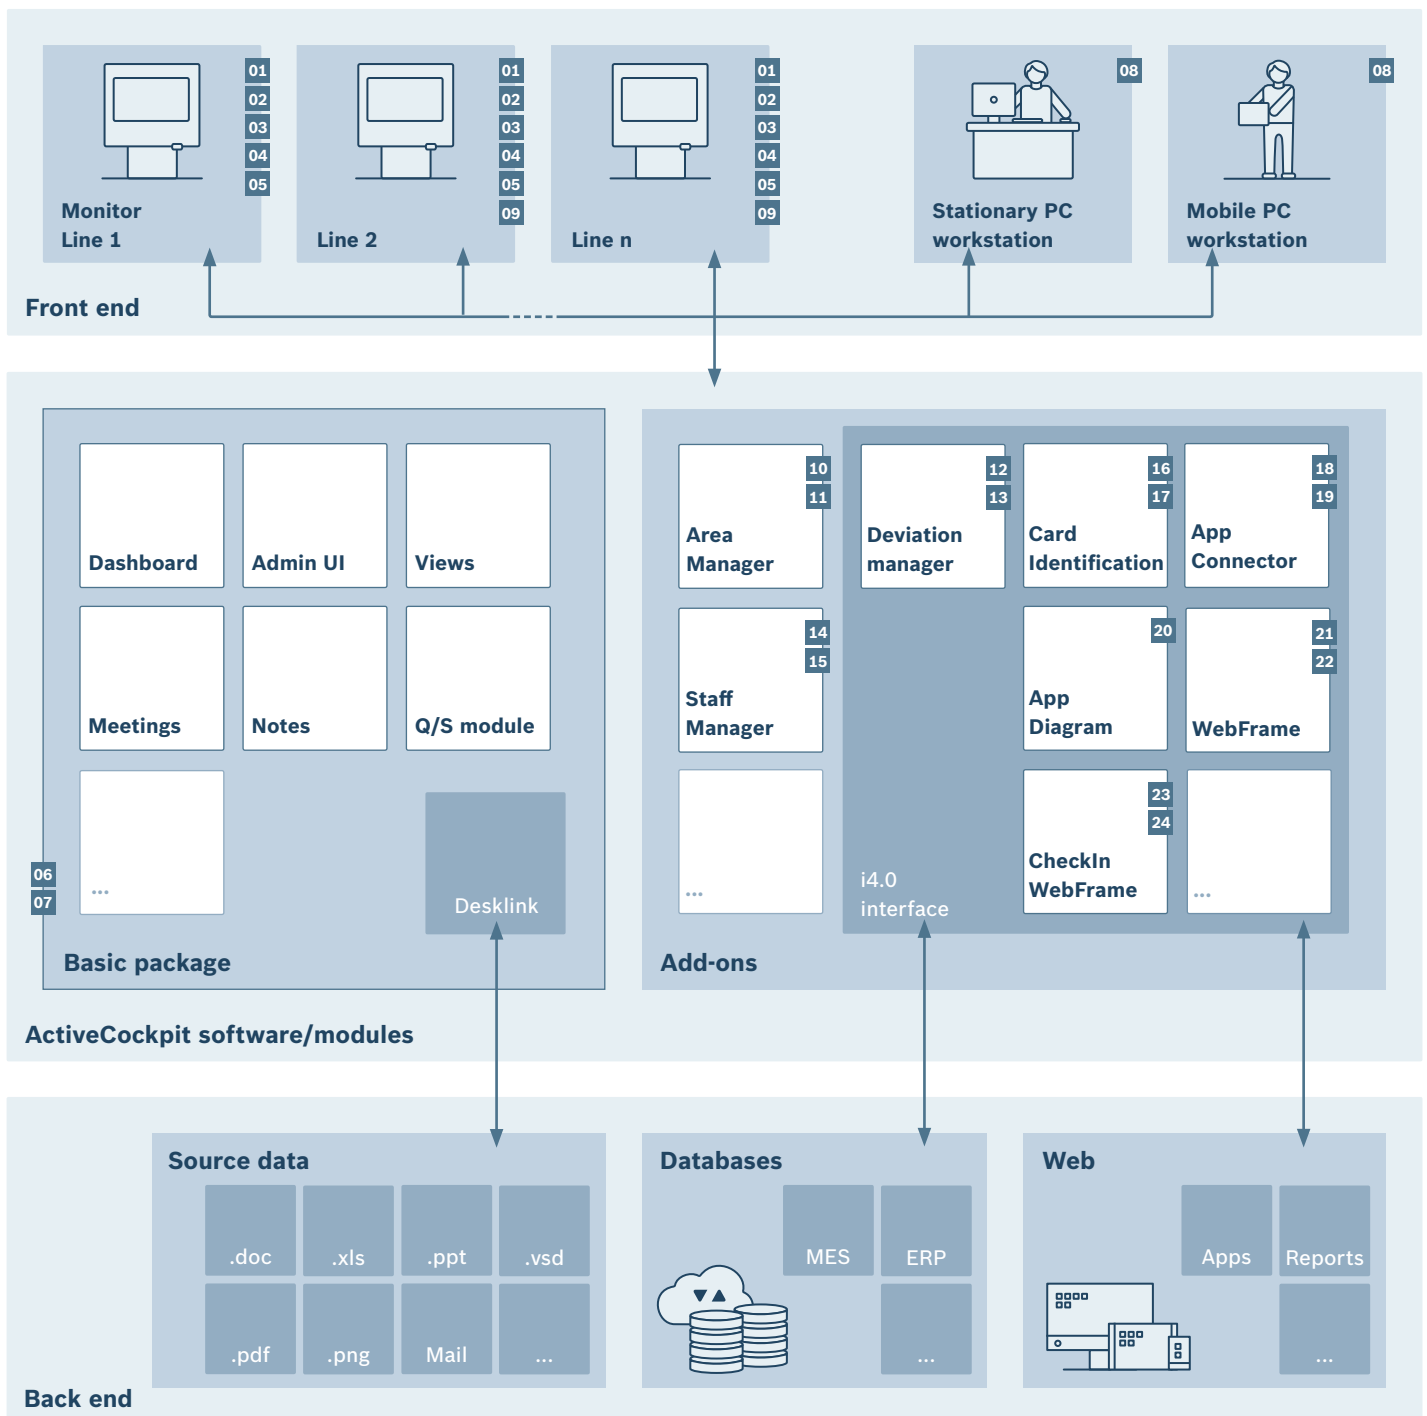 01
02
03
04
05
Monitor
Line 1
01
02
03
04
05
09
Line 2
01
02
03
04
05
09
Line n
08
Stationary PC
workstation
08
Mobile PC
workstation
Front end
Dashboard
Admin UI
Views
Meetings
Notes
Q/S module
...
06
07
Desklink
Basic package
10
11
Area
Manager
12
13
Deviation
manager
16
17
Card
Identification
18
19
App
Connector
14
15
Staff
Manager
20
App
Diagram
21
22
WebFrame
...
i4.0
interface
23
24
CheckIn
WebFrame
...
Add-ons
ActiveCockpit software/modules
Source data
.doc
.xls
.ppt
.vsd
.pdf
.png
Mail
...
Databases
MES
ERP
...
Web
Apps
Reports
...
Back end